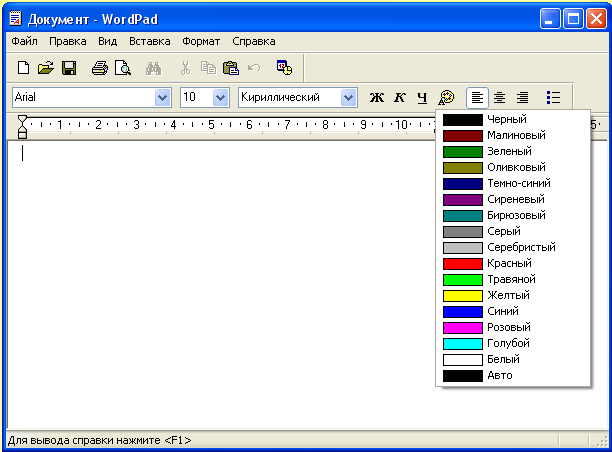 Документ - WordPad
Файл Правка Вид Вставка Формат Справка
Arial 10 Кириллический Ж К Ч
1 2 3 4 5 6 7 8 9 10 5
Черный
Малиновый
Зеленый
Оливковый
Темно-синий
Сиреневый
Бирюзовый
Серый
Серебристый
Красный
Травяной
Желтый
Синий
Розовый
Голубой
Белый
Авто
Для вывода справки нажмите <F1>